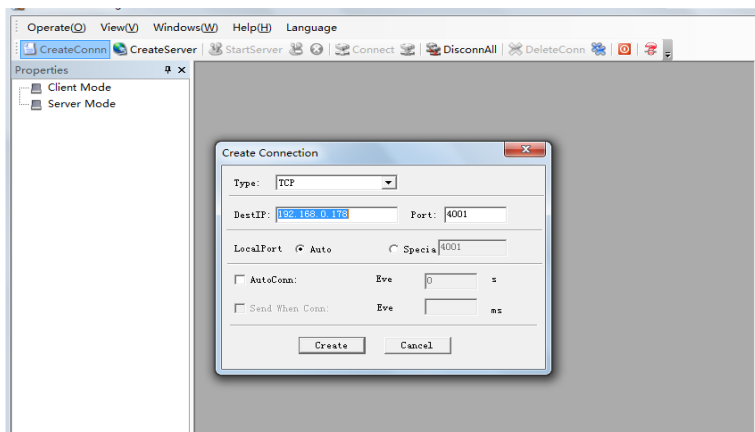 Operate(O) View(V) Windows(W) Help(H) Language
CreateConnn CreateServer StartServer Connect DisconnAll DeleteConn
Properties
Client Mode
Server Mode
Create Connection
Type: TCP
DestIP: 192.168.0.178 Port: 4001
LocalPort Auto Specia 4001
AutoConn: Eve 0 s
Send When Conn: Eve ms
Create Cancel